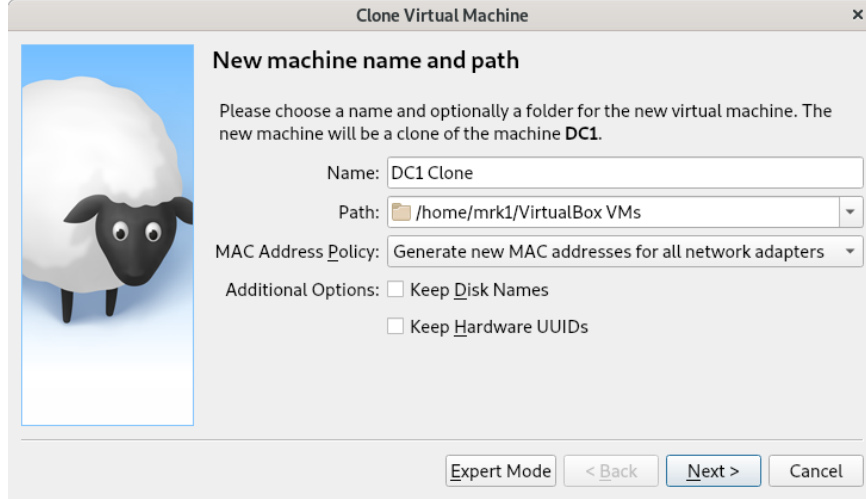 Clone Virtual Machine
New machine name and path
Please choose a name and optionally a folder for the new virtual machine. The
new machine will be a clone of the machine DC1.
Name: DC1 Clone
Path: /home/mrk1/VirtualBox VMs
MAC Address Policy: Generate new MAC addresses for all network adapters
Additional Options: Keep Disk Names
Keep Hardware UUIDs
Expert Mode < Back Next > Cancel